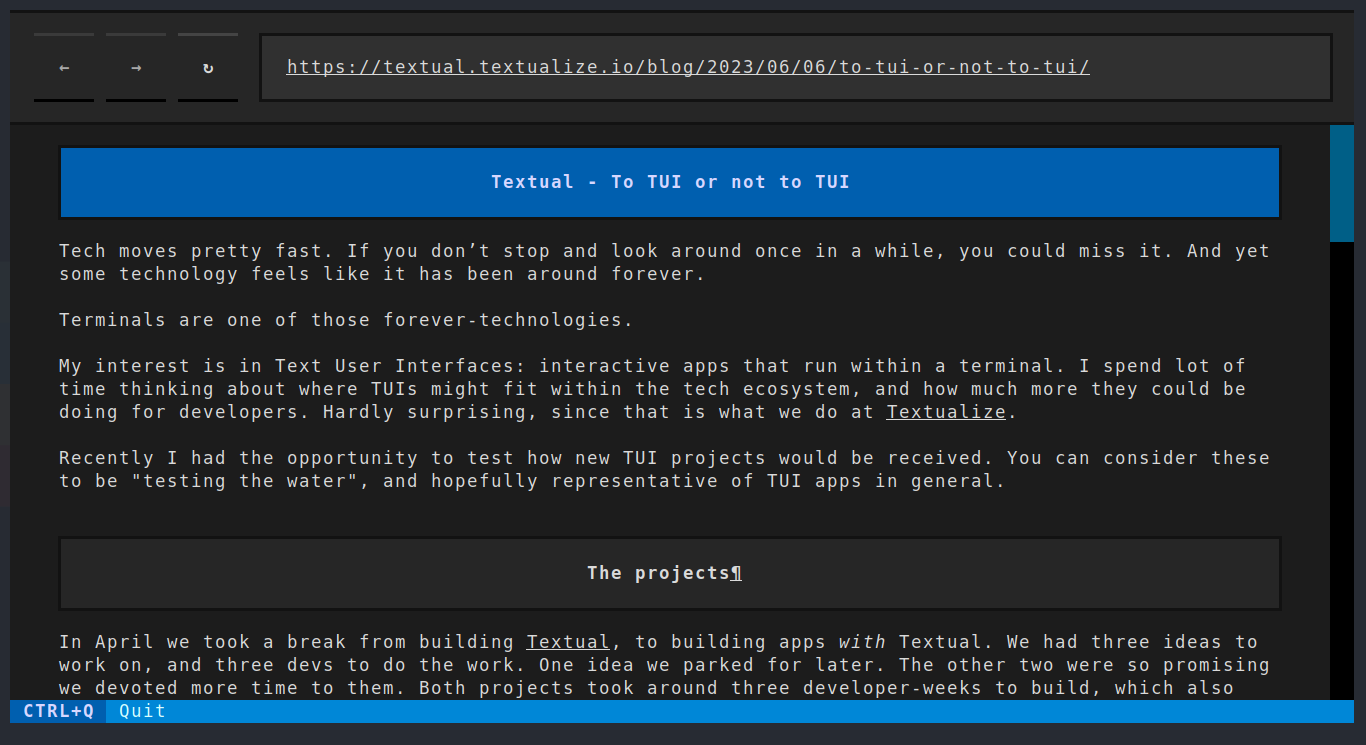 ← → ↻ https://textual.textualize.io/blog/2023/06/06/to-tui-or-not-to-tui/
Textual - To TUI or not to TUI
Tech moves pretty fast. If you don’t stop and look around once in a while, you could miss it. And yet
some technology feels like it has been around forever.
Terminals are one of those forever-technologies.
My interest is in Text User Interfaces: interactive apps that run within a terminal. I spend lot of
time thinking about where TUIs might fit within the tech ecosystem, and how much more they could be
doing for developers. Hardly surprising, since that is what we do at Textualize.
Recently I had the opportunity to test how new TUI projects would be received. You can consider these
to be "testing the water", and hopefully representative of TUI apps in general.
The projects¶
In April we took a break from building Textual, to building apps with Textual. We had three ideas to
work on, and three devs to do the work. One idea we parked for later. The other two were so promising
we devoted more time to them. Both projects took around three developer-weeks to build, which also
CTRL+Q Quit